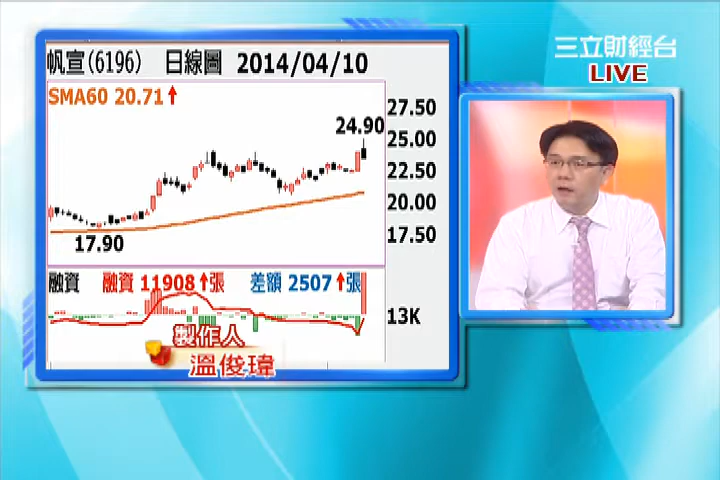 帆宣(6196) 日線圖 2014/04/10
SMA60 20.71↑
27.50
24.90
25.00
22.50
20.00
17.50
17.90
融資 融資 11908↑張 差額 2507↑張
13K
製作人
溫俊瑋
三立財經台
LIVE